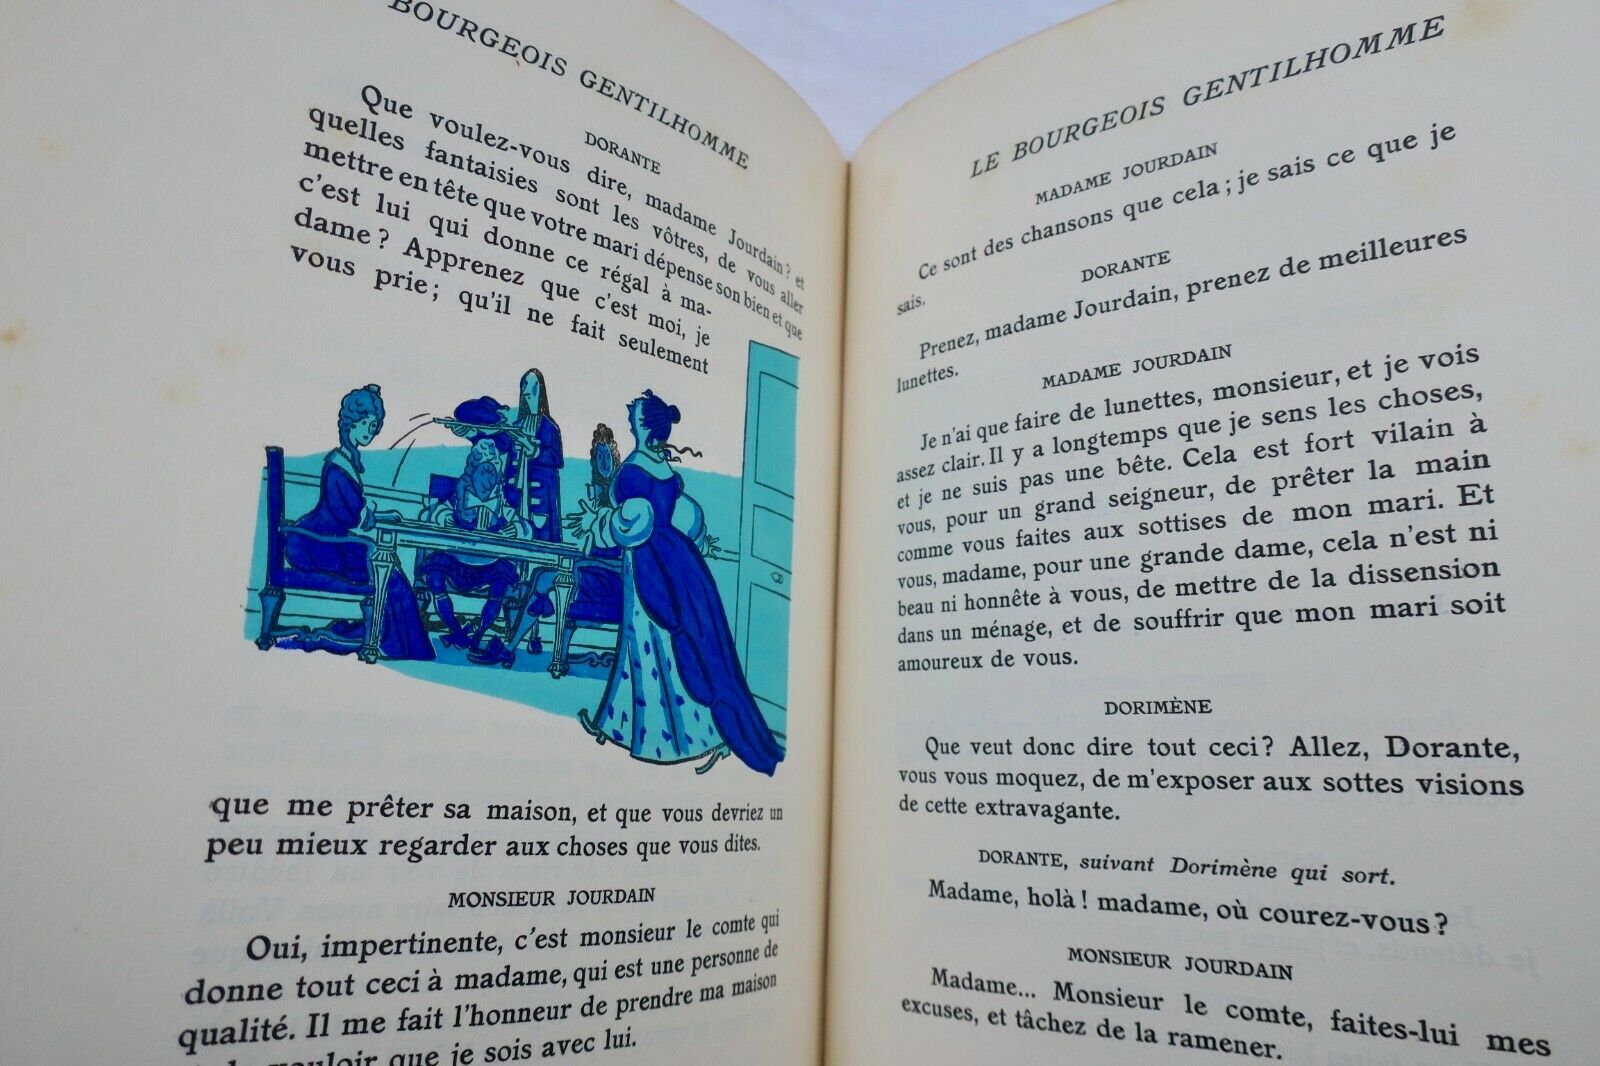 BOURGEOIS GENTILHOMME
DORANTE
Que voulez-vous dire, madame Jourdain? et
quelles fantaisies sont les vôtres, de vous aller
mettre en tête que votre mari dépense son bien et que
c'est lui qui donne ce régal à ma-
dame? Apprenez que c'est moi, je
vous prie; qu'il ne fait seulement
que me prêter sa maison, et que vous devriez un
peu mieux regarder aux choses que vous dites.
MONSIEUR JOURDAIN
Oui, impertinente, c'est monsieur le comte qui
donne tout ceci à madame, qui est une personne de
qualité. Il me fait l'honneur de prendre ma maison
vouloir que je sois avec lui.
LE BOURGEOIS GENTILHOMME
MADAME JOURDAIN
Ce sont des chansons que cela; je sais ce que je
sais.
DORANTE
Prenez, madame Jourdain, prenez de meilleures
lunettes.
MADAME JOURDAIN
Je n'ai que faire de lunettes, monsieur, et je vois
assez clair. Il y a longtemps que je sens les choses,
et je ne suis pas une bête. Cela est fort vilain à
vous, pour un grand seigneur, de prêter la main
comme vous faites aux sottises de mon mari. Et
vous, madame, pour une grande dame, cela n'est ni
beau ni honnête à vous, de mettre de la dissension
dans un ménage, et de souffrir que mon mari soit
amoureux de vous.
DORIMÈNE
Que veut donc dire tout ceci? Allez, Dorante,
vous vous moquez, de m'exposer aux sottes visions
de cette extravagante.
DORANTE, suivant Dorimène qui sort.
Madame, holà! madame, où courez-vous?
MONSIEUR JOURDAIN
Madame... Monsieur le comte, faites-lui mes
excuses, et tâchez de la ramener.